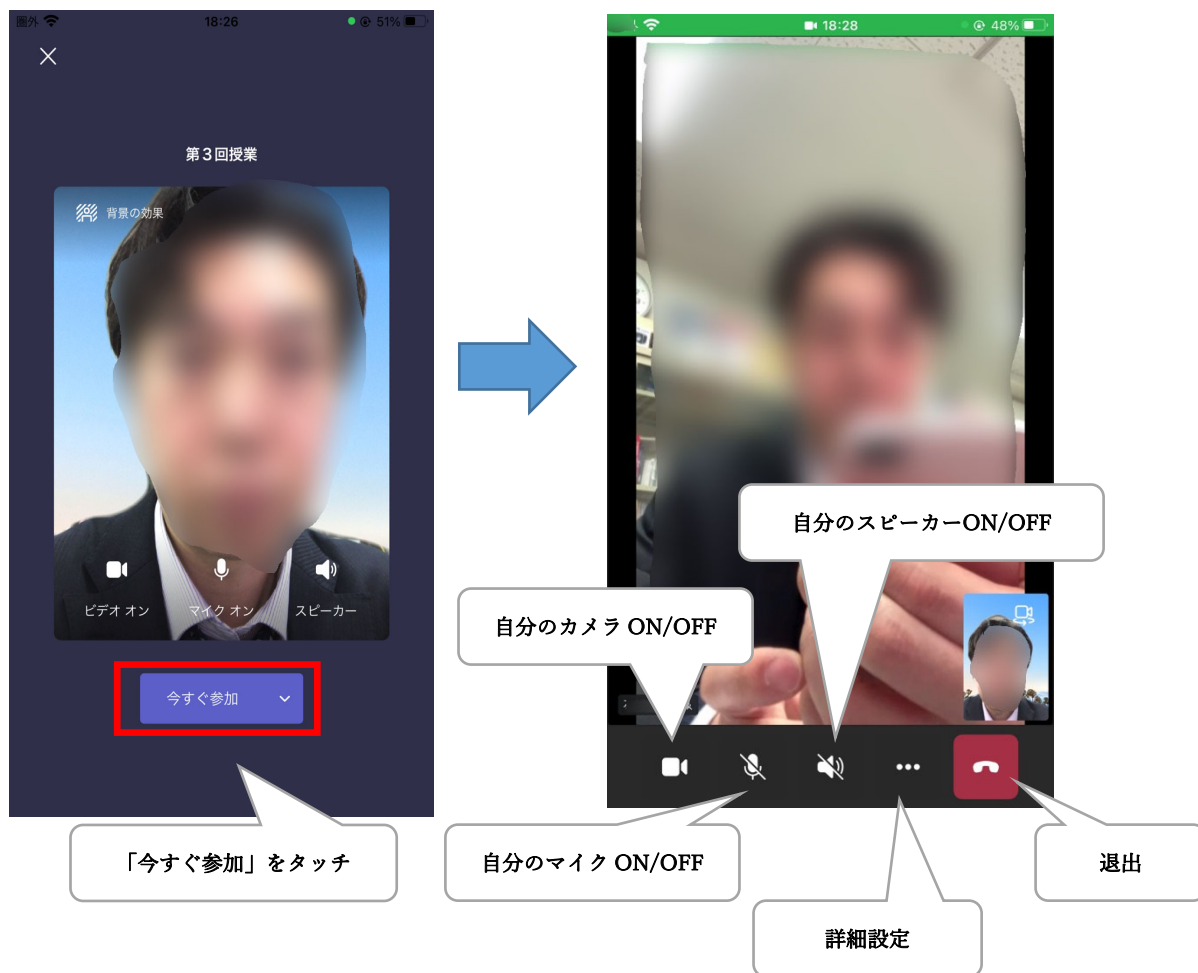 圏外 18:26 51%
第3回授業
背景の効果
ビデオ オン マイク オン スピーカー
今すぐ参加
「今すぐ参加」をタッチ
18:28 48%
自分のスピーカーON/OFF
自分のカメラ ON/OFF
自分のマイク ON/OFF
退出
詳細設定